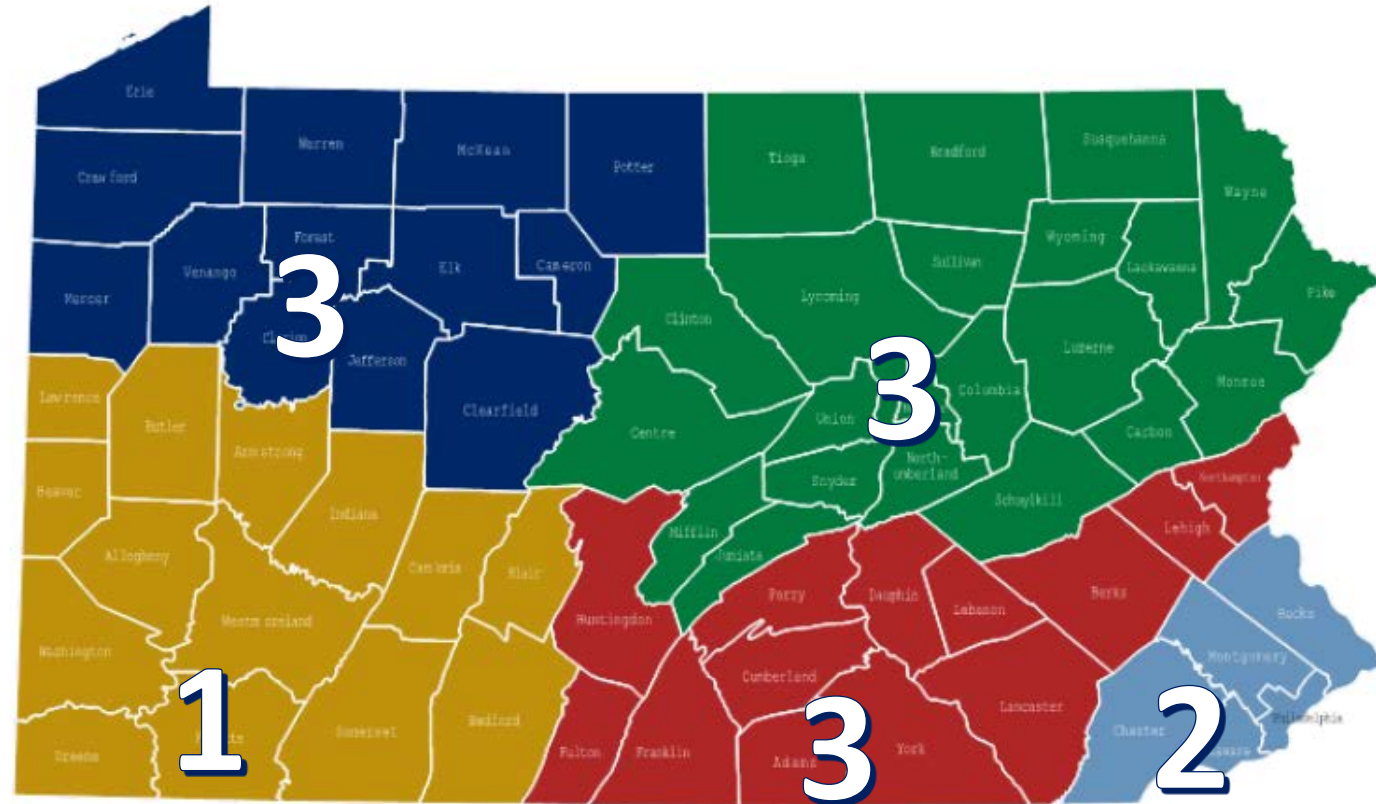 Erie
Warren
McKean
Potter
Tioga
Bradford
Susquehanna
Wayne
Crawford
Mercer
Venango
Forest
Elk
Cameron
3
Clarion
Jefferson
Clearfield
Clinton
Lycoming
Sullivan
Wyoming
Lackawanna
Pike
Luzerne
Monroe
Columbia
3
Centre
Union
Carbon
Snyder
North-
umberland
Schuylkill
Mifflin
Juniata
Lawrence
Butler
Armstrong
Beaver
Indiana
Allegheny
Cambria
Blair
Westmoreland
Washington
1
Greene
Somerset
Bedford
Huntingdon
Perry
Dauphin
Lebanon
Berks
Lehigh
Northampton
Cumberland
Lancaster
Fulton
Franklin
Adams
3
York
Bucks
Montgomery
Chester
2
Philadelphia